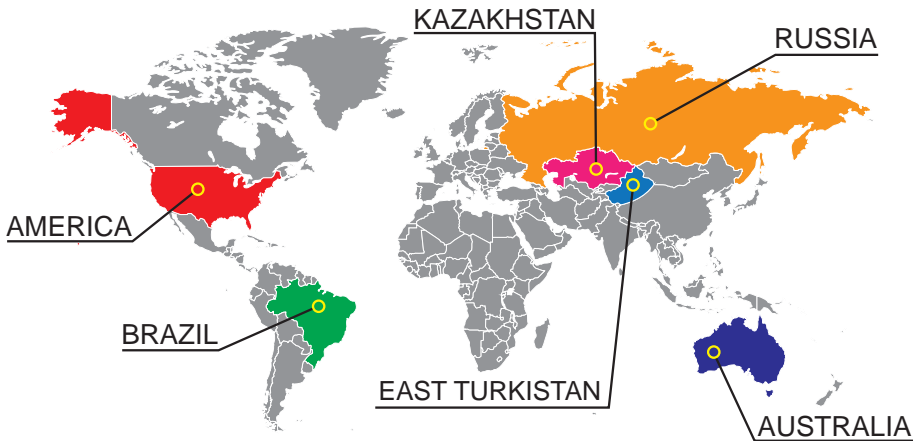 KAZAKHSTAN
RUSSIA
AMERICA
BRAZIL
EAST TURKISTAN
AUSTRALIA